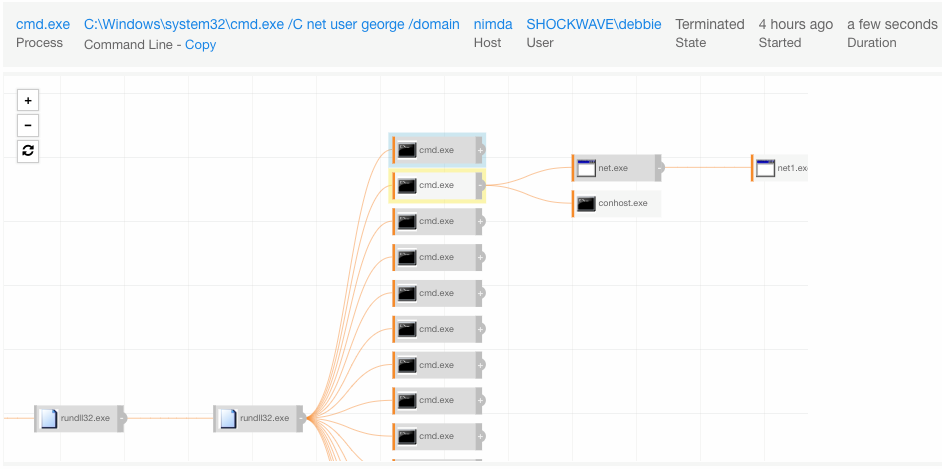 cmd.exe C:\Windows\system32\cmd.exe /C net user george /domain nimda SHOCKWAVE\debbie Terminated 4 hours ago a few seconds
Process Command Line - Copy Host User State Started Duration
+
−
cmd.exe +
net.exe - net1.ex
cmd.exe -
conhost.exe
cmd.exe +
cmd.exe +
cmd.exe +
cmd.exe +
cmd.exe +
cmd.exe +
rundll32.exe - rundll32.exe -
cmd.exe +